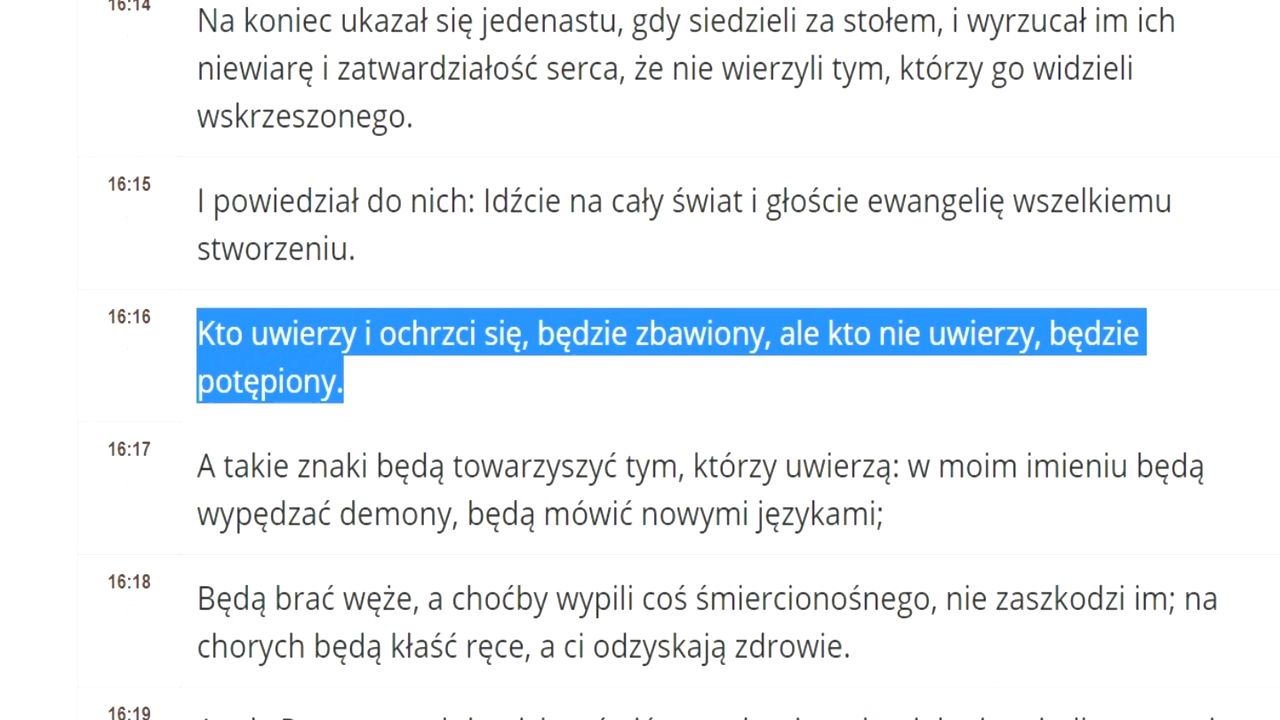 16:14
Na koniec ukazał się jedenastu, gdy siedzieli za stołem, i wyrzucał im ich
niewiarę i zatwardziałość serca, że nie wierzyli tym, którzy go widzieli
wskrzeszonego.
16:15
I powiedział do nich: Idźcie na cały świat i głoście ewangelię wszelkiemu
stworzeniu.
16:16
Kto uwierzy i ochrzci się, będzie zbawiony, ale kto nie uwierzy, będzie
potępiony.
16:17
A takie znaki będą towarzyszyć tym, którzy uwierzą: w moim imieniu będą
wypędzać demony, będą mówić nowymi językami;
16:18
Będą brać węże, a choćby wypili coś śmiercionośnego, nie zaszkodzi im; na
chorych będą kłaść ręce, a ci odzyskają zdrowie.
16:19